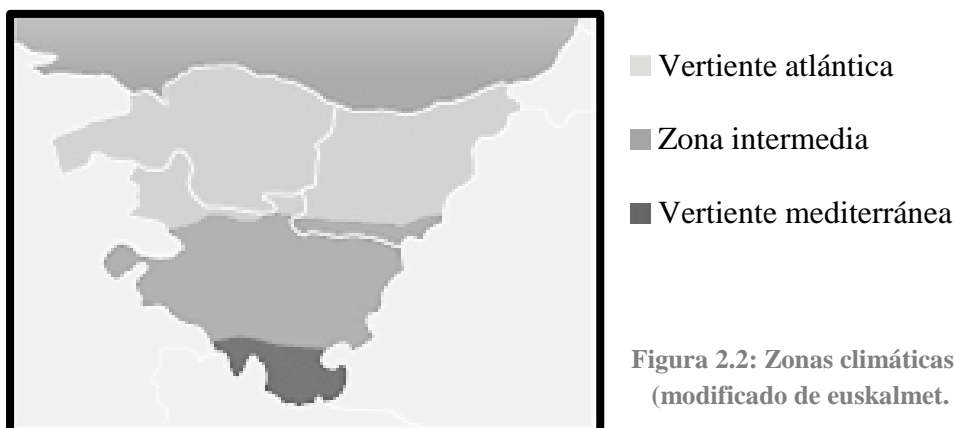 Vertiente atlántica
Zona intermedia
Vertiente mediterránea
Figura 2.2: Zonas climáticas
(modificado de euskalmet.